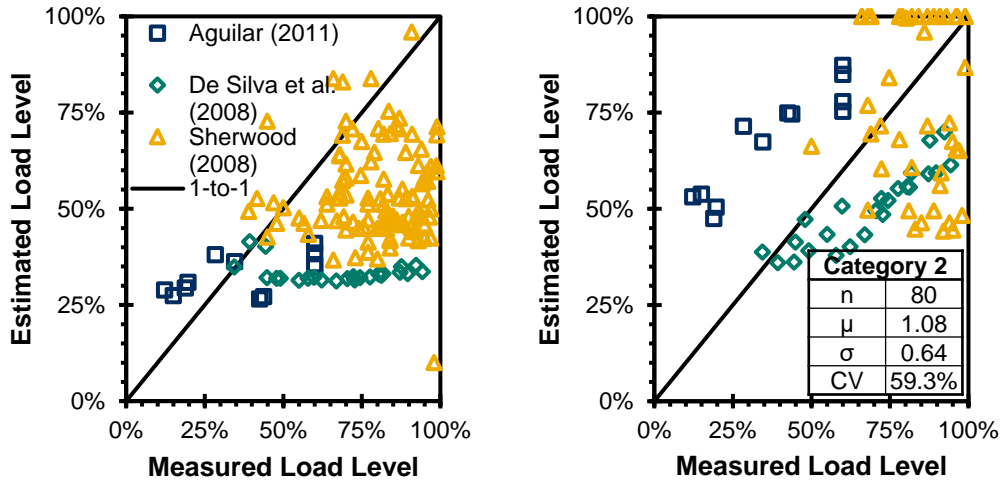 100%
75%
50%
25%
0%
Estimated Load Level
Aguilar (2011)
De Silva et al.
(2008)
Sherwood
(2008)
1-to-1
0% 25% 50% 75% 100%
Measured Load Level
100%
75%
50%
25%
0%
Estimated Load Level
Category 2
n 80
μ 1.08
σ 0.64
CV 59.3%
0% 25% 50% 75% 100%
Measured Load Level